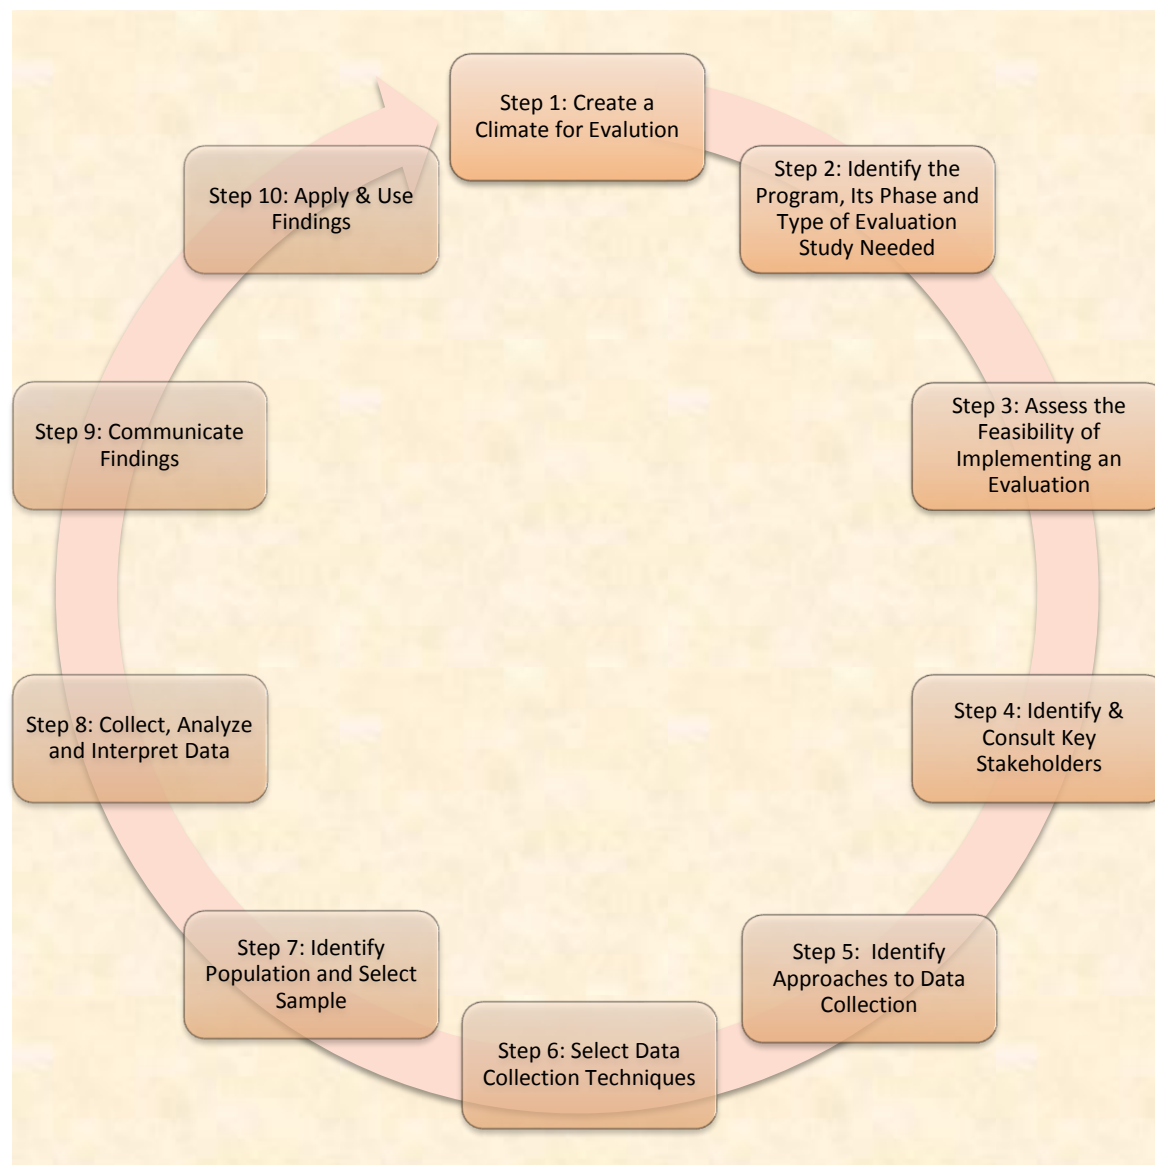 Step 1: Create a
Climate for Evalution
Step 2: Identify the
Program, Its Phase and
Type of Evaluation
Study Needed
Step 3: Assess the
Feasibility of
Implementing an
Evaluation
Step 4: Identify &
Consult Key
Stakeholders
Step 5:  Identify
Approaches to Data
Collection
Step 6: Select Data
Collection Techniques
Step 7: Identify
Population and Select
Sample
Step 8: Collect, Analyze
and Interpret Data
Step 9: Communicate
Findings
Step 10: Apply & Use
Findings